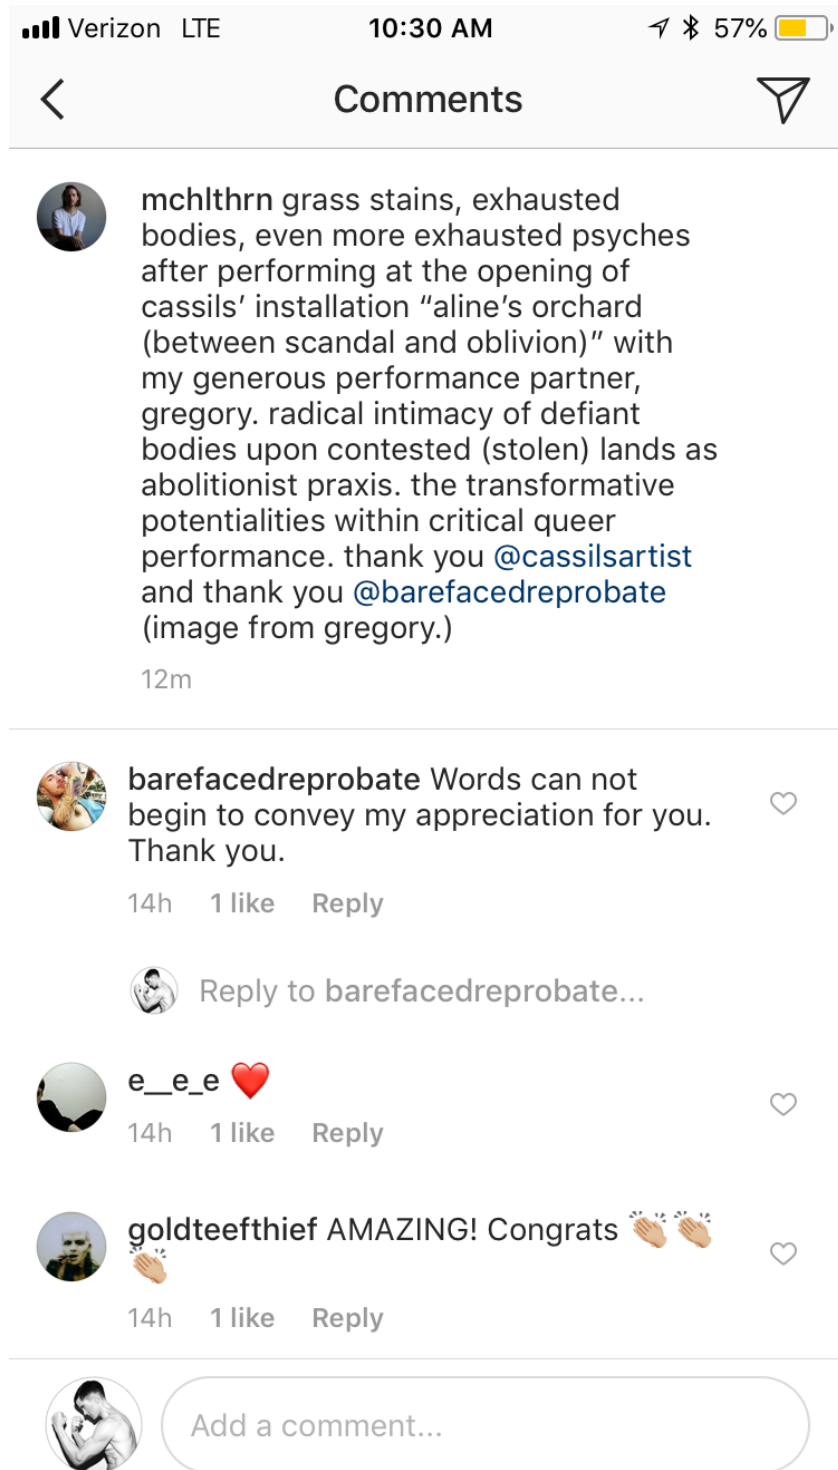 Verizon LTE 10:30 AM 57%
Comments
mchlthrn grass stains, exhausted
bodies, even more exhausted psyches
after performing at the opening of
cassils’ installation “aline’s orchard
(between scandal and oblivion)” with
my generous performance partner,
gregory. radical intimacy of defiant
bodies upon contested (stolen) lands as
abolitionist praxis. the transformative
potentialities within critical queer
performance. thank you @cassilsartist
and thank you @barefacedreprobate
(image from gregory.)
12m
barefacedreprobate Words can not
begin to convey my appreciation for you.
Thank you.
14h 1 like Reply
Reply to barefacedreprobate...
e__e_e ❤️
14h 1 like Reply
goldteefthief AMAZING! Congrats 👏🏼👏🏼
👏🏼
14h 1 like Reply
Add a comment...